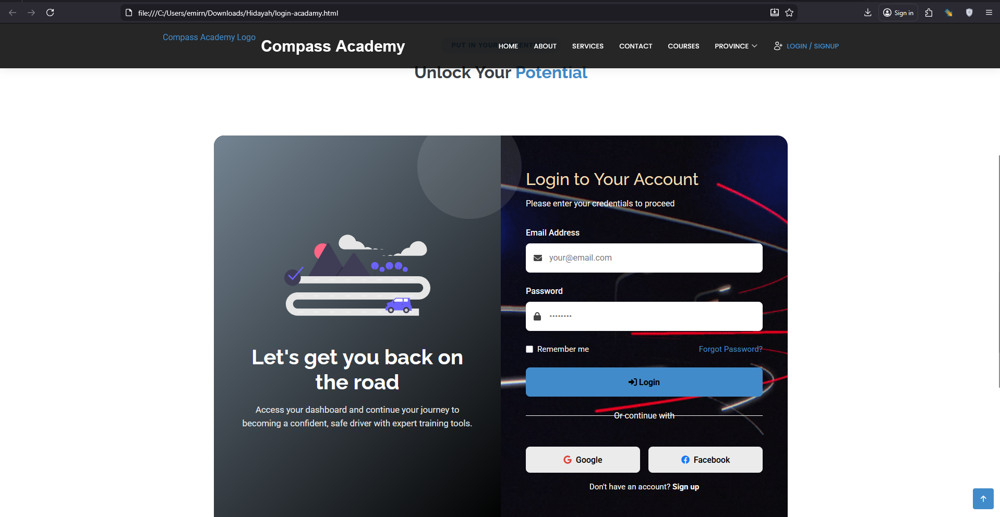 file:///C:/Users/emirn/Downloads/Hidayah/login-acadamy.html
Sign in
Compass Academy Logo
Compass Academy
PUT IN YOUR CREDENTIALS
HOME ABOUT SERVICES CONTACT COURSES PROVINCE LOGIN / SIGNUP
Unlock Your Potential
Let's get you back on
the road
Access your dashboard and continue your journey to
becoming a confident, safe driver with expert training tools.
Login to Your Account
Please enter your credentials to proceed
Email Address
your@email.com
Password
Remember me
Forgot Password?
Login
Or continue with
Google
Facebook
Don't have an account? Sign up